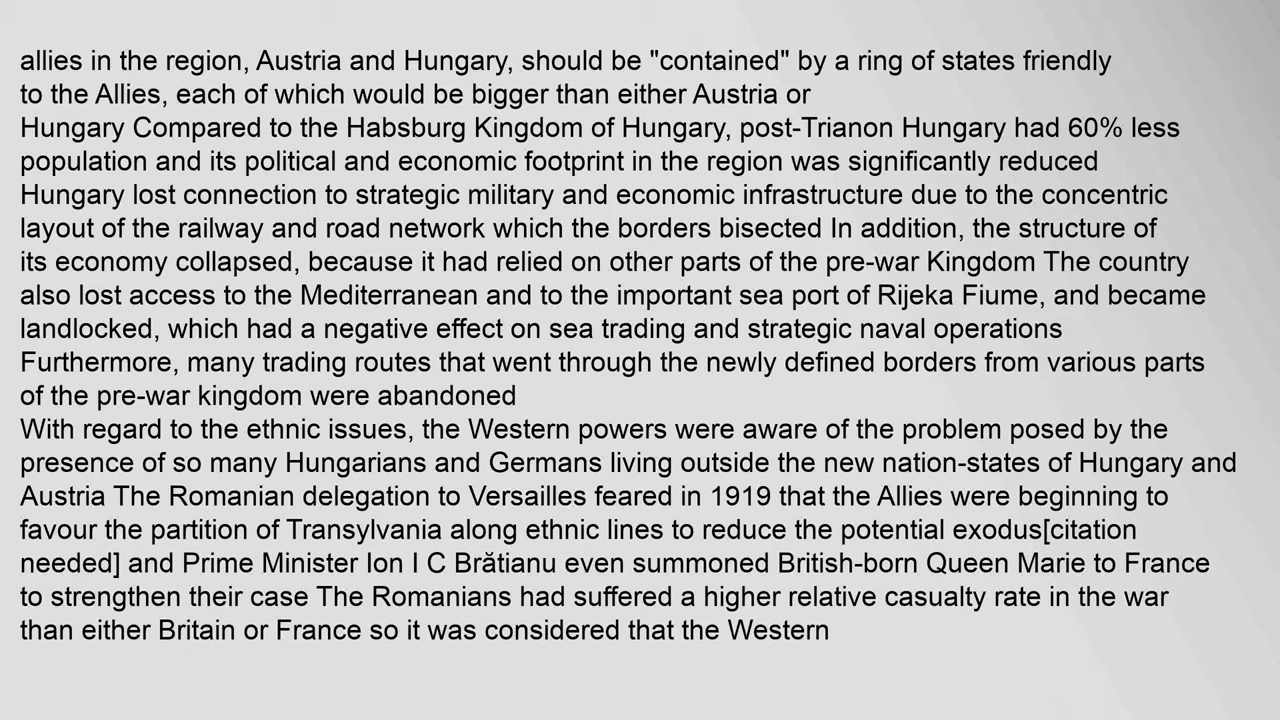 allies in the region, Austria and Hungary, should be "contained" by a ring of states friendly
to the Allies, each of which would be bigger than either Austria or
Hungary Compared to the Habsburg Kingdom of Hungary, post-Trianon Hungary had 60% less
population and its political and economic footprint in the region was significantly reduced
Hungary lost connection to strategic military and economic infrastructure due to the concentric
layout of the railway and road network which the borders bisected In addition, the structure of
its economy collapsed, because it had relied on other parts of the pre-war Kingdom The country
also lost access to the Mediterranean and to the important sea port of Rijeka Fiume, and became
landlocked, which had a negative effect on sea trading and strategic naval operations
Furthermore, many trading routes that went through the newly defined borders from various parts
of the pre-war kingdom were abandoned
With regard to the ethnic issues, the Western powers were aware of the problem posed by the
presence of so many Hungarians and Germans living outside the new nation-states of Hungary and
Austria The Romanian delegation to Versailles feared in 1919 that the Allies were beginning to
favour the partition of Transylvania along ethnic lines to reduce the potential exodus[citation
needed] and Prime Minister Ion I C Brătianu even summoned British-born Queen Marie to France
to strengthen their case The Romanians had suffered a higher relative casualty rate in the war
than either Britain or France so it was considered that the Western